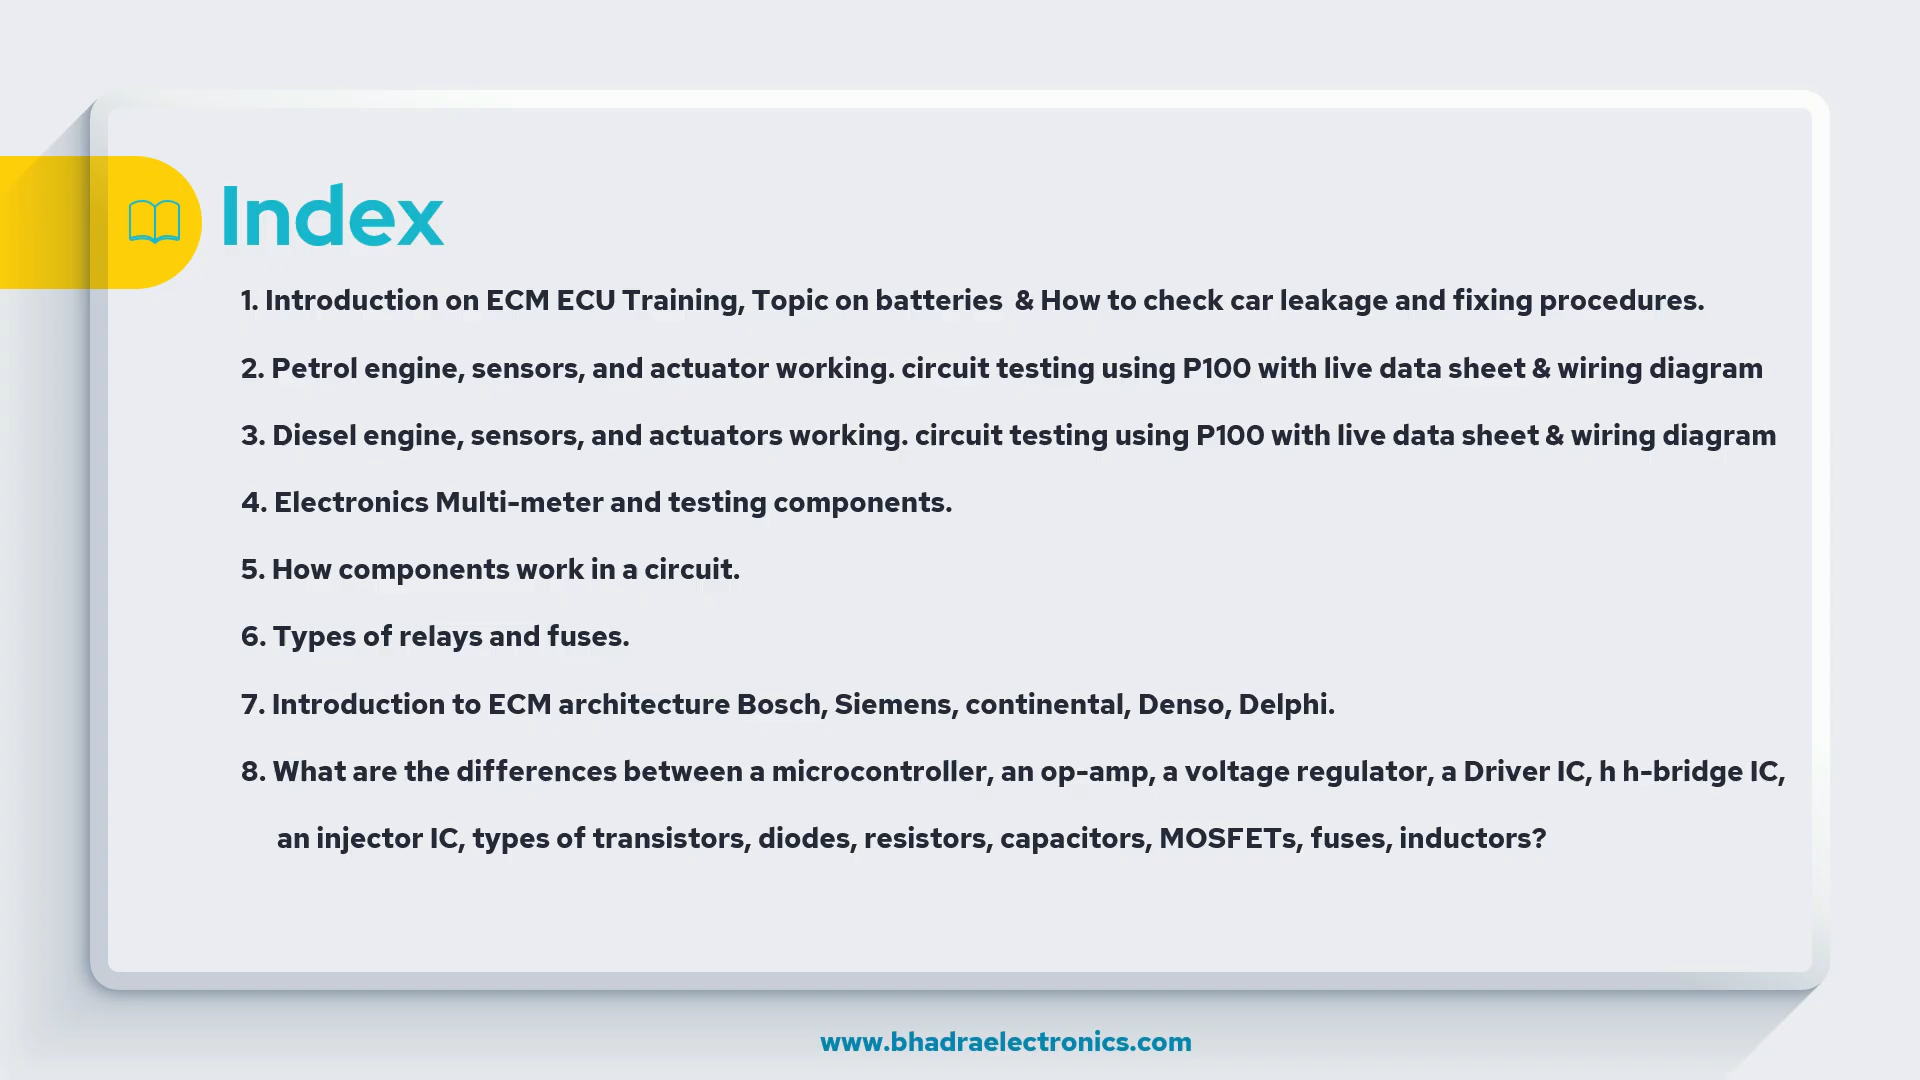 Index
1. Introduction on ECM ECU Training, Topic on batteries  & How to check car leakage and fixing procedures.
2. Petrol engine, sensors, and actuator working. circuit testing using P100 with live data sheet & wiring diagram
3. Diesel engine, sensors, and actuators working. circuit testing using P100 with live data sheet & wiring diagram
4. Electronics Multi-meter and testing components.
5. How components work in a circuit.
6. Types of relays and fuses.
7. Introduction to ECM architecture Bosch, Siemens, continental, Denso, Delphi.
8. What are the differences between a microcontroller, an op-amp, a voltage regulator, a Driver IC, h h-bridge IC,
an injector IC, types of transistors, diodes, resistors, capacitors, MOSFETs, fuses, inductors?
www.bhadraelectronics.com